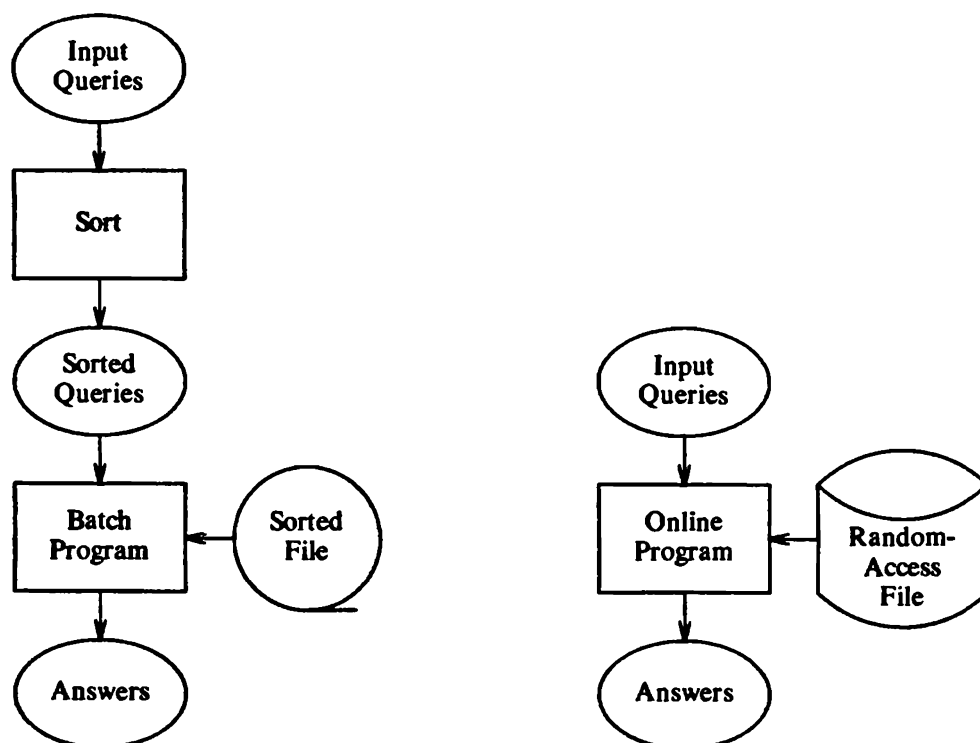 Input
Queries
Sort
Sorted
Queries
Batch
Program
Sorted
File
Answers
Input
Queries
Online
Program
Random-
Access
File
Answers